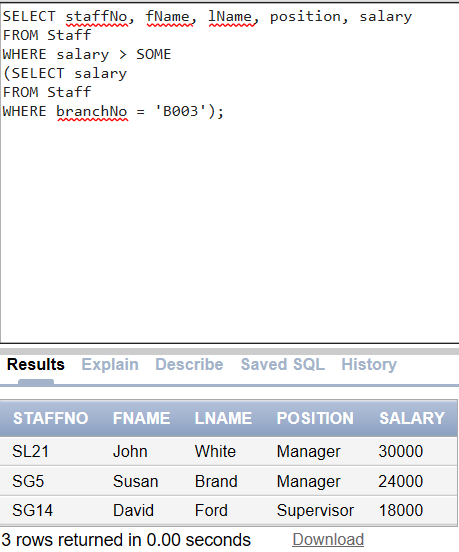 SELECT staffNo, fName, lName, position, salary
FROM Staff
WHERE salary > SOME
(SELECT salary
FROM Staff
WHERE branchNo = 'B003');
Results Explain Describe Saved SQL History
STAFFNO FNAME LNAME POSITION SALARY
SL21 John White Manager 30000
SG5 Susan Brand Manager 24000
SG14 David Ford Supervisor 18000
3 rows returned in 0.00 seconds Download